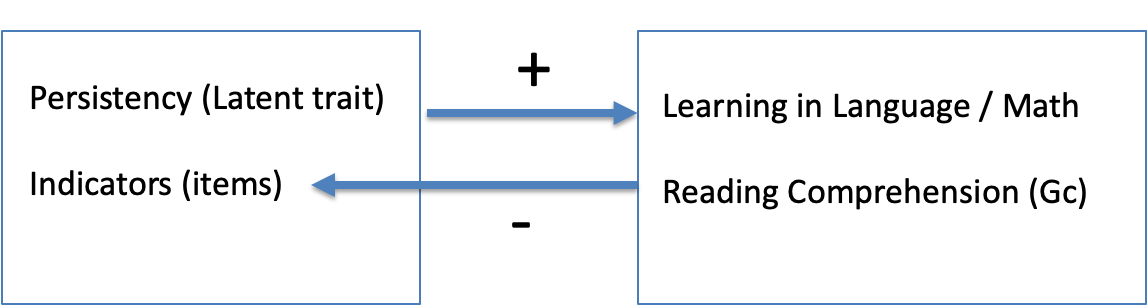 +
Persistency (Latent trait)
Learning in Language / Math
Indicators (items)
Reading Comprehension (Gc)
-